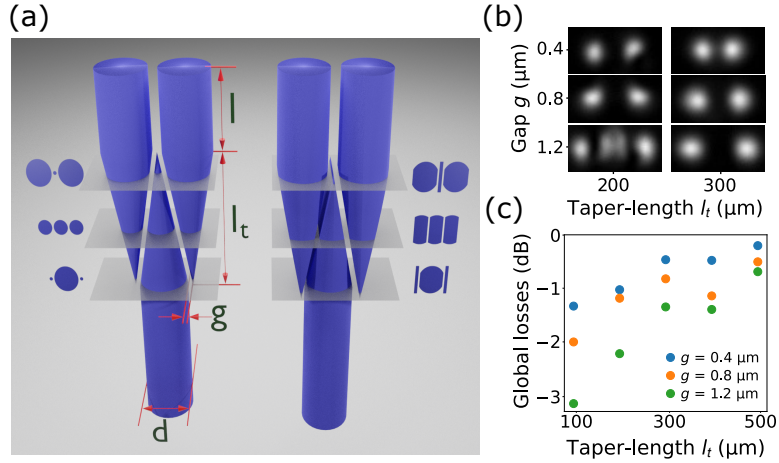 (a)
l
l_t
g
d
(b)
Gap g (μm)
0.4
0.8
1.2
200
300
Taper-length l_t (μm)
(c)
Global losses (dB)
0
−1
−2
−3
g = 0.4 μm
g = 0.8 μm
g = 1.2 μm
100
300
500
Taper-length l_t (μm)